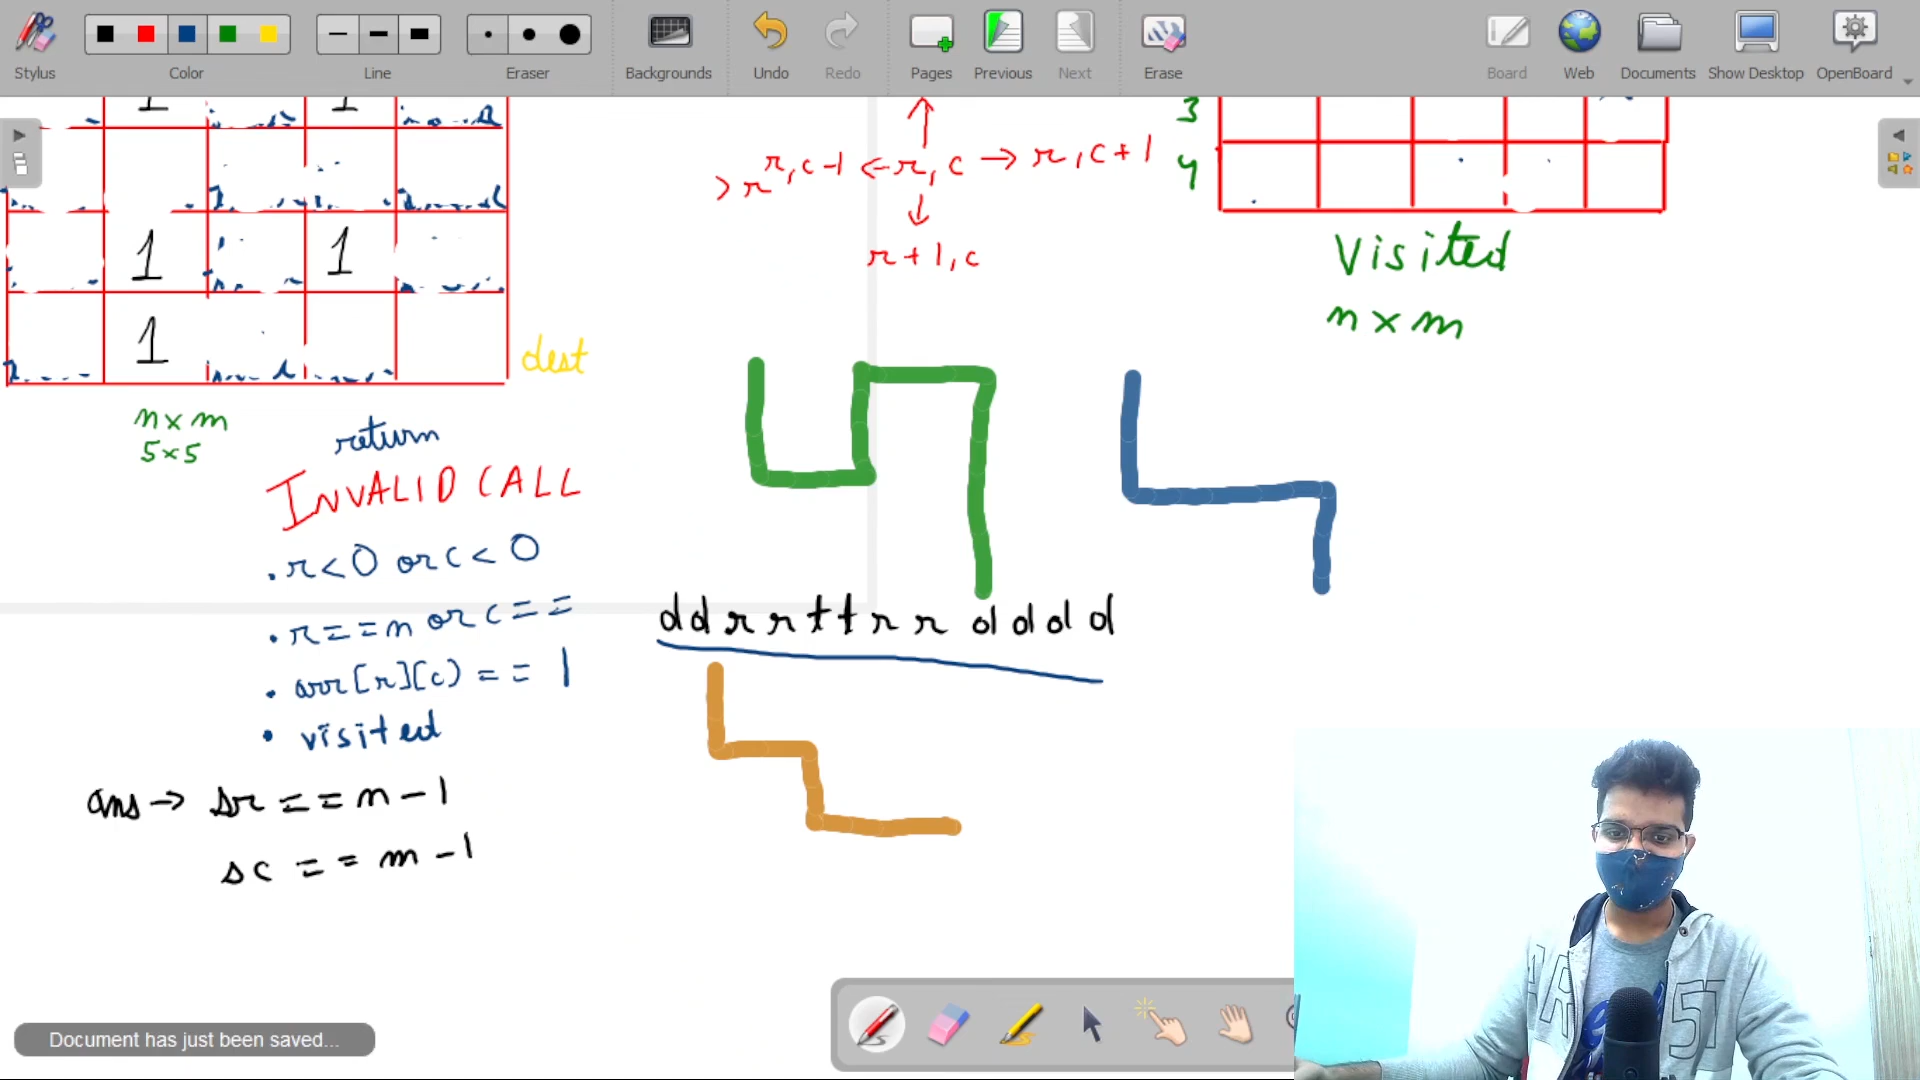 Stylus
Color
Line
Eraser
Backgrounds
Undo
Redo
Pages
Previous
Next
Erase
Board
Web
Documents
Show Desktop
OpenBoard
1 1
1 1
1
dest
n x m
5 x 5
r, c-1 <- r, c -> r, c+1
> r
r+1, c
3
4
Visited
n x m
return
INVALID CALL
. r < 0 or c < 0
. r == n or c ==
. arr[r][c] == 1
• visited
ans -> sr == n-1
sc == m-1
d d r r t t r r d d d d
Document has just been saved...